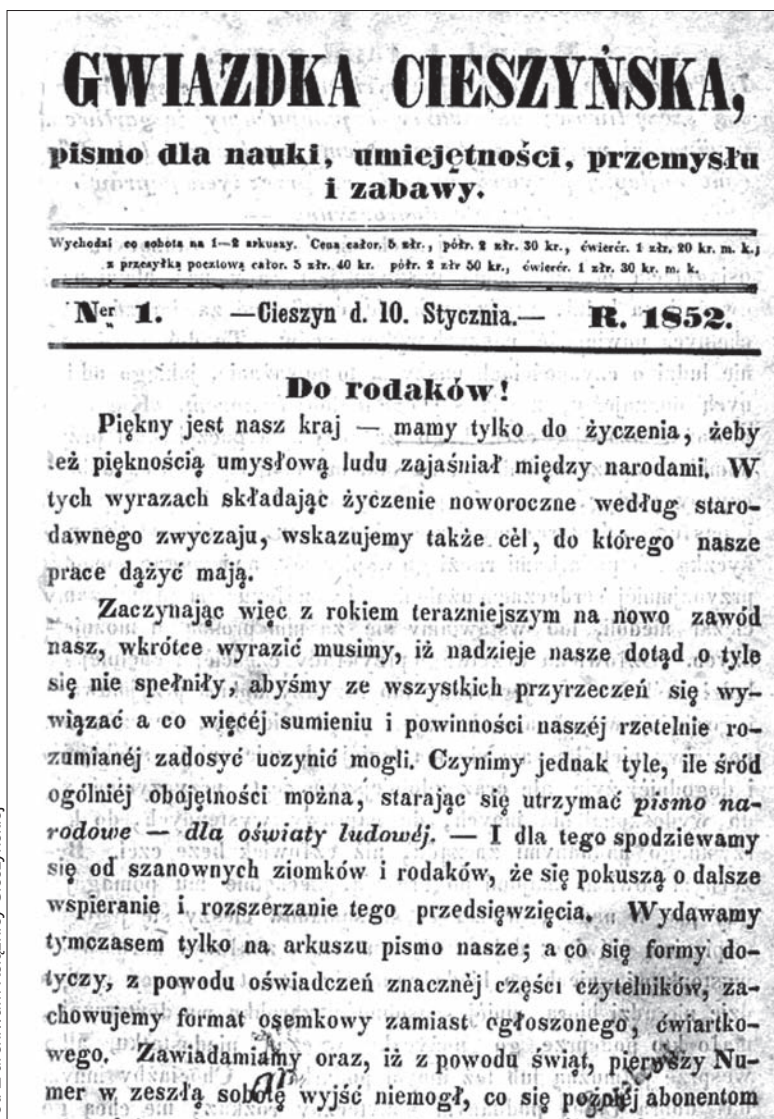 GWIAZDKA CIESZYŃSKA,
pismo dla nauki, umiejętności, przemysłu
i zabawy.
Wychodzi co sobotą na 1—2 arkuszy. Cena całor. 5 złr., półr. 2 złr. 30 kr., ćwierćr. 1 złr. 20 kr. m. k.;
z przesyłką pocztową całor. 5 złr. 40 kr. półr. 2 złr 50 kr., ćwierćr. 1 złr. 30 kr. m. k.
Ner 1. —Cieszyn d. 10. Stycznia.— R. 1852.
Do rodaków!
Piękny jest nasz kraj — mamy tylko do życzenia, żeby
też pięknością umysłową ludu zajaśniał między narodami. W
tych wyrazach składając życzenie noworoczne według staro-
dawnego zwyczaju, wskazujemy także cèl, do którego nasze
prace dążyć mają.
Zaczynając więc z rokiem terazniejszym na nowo zawód
nasz, wkrótce wyrazić musimy, iż nadzieje nasze dotąd o tyle
się nie spełniły, abyśmy ze wszystkich przyrzeczeń się wy-
wiązać a co więcéj sumieniu i powinności naszéj rzetelnie ro-
zumianéj zadosyć uczynić mogli. Czynimy jednak tyle, ile śród
ogólnéj obojętności można, starając się utrzymać pismo na-
rodowe — dla oświaty ludowéj. — I dla tego spodziewamy
się od szanownych ziomków i rodaków, że się pokuszą o dalsze
wspieranie i rozszerzanie tego przedsięwzięcia. Wydawamy
tymczasem tylko na arkuszu pismo nasze; a co się formy do-
tyczy, z powodu oświadczeń znacznéj części czytelników, za-
chowujemy format osemkowy zamiast ogłoszonego, ćwiartko-
wego. Zawiadamiamy oraz, iż z powodu świąt, pierwszy Nu-
mer w zeszłą sobotę wyjść niemogł, co się poźniéj abonentom